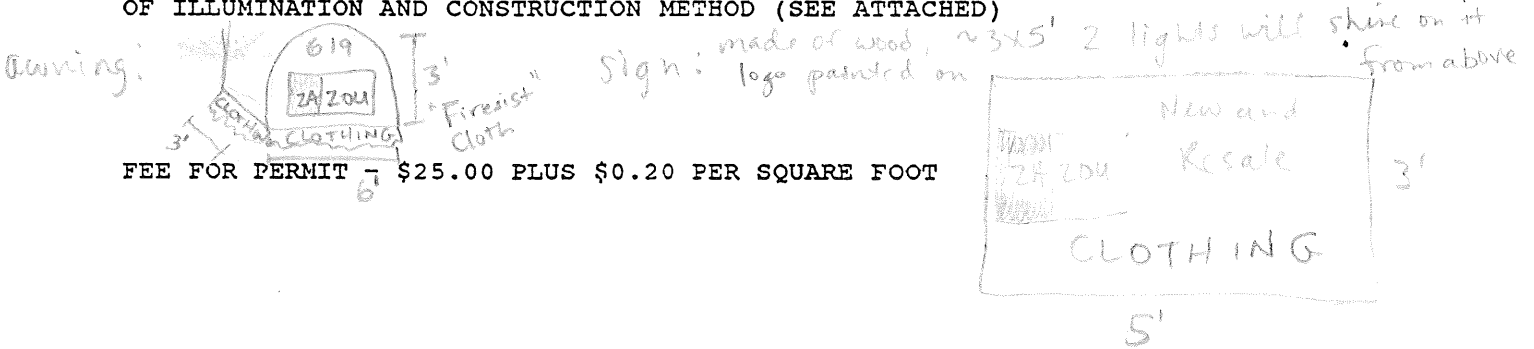 OF ILLUMINATION AND CONSTRUCTION METHOD (SEE ATTACHED)
awning:
619
ZA ZOU
CLOTHING
CLOTHING
3'
3'
"Firesist"
Cloth
6'
Sign: made of wood, ~3x5' 2 lights will shine on it
logo painted on
from above
New and
Resale
ZA ZOU
CLOTHING
3'
5'
FEE FOR PERMIT - $25.00 PLUS $0.20 PER SQUARE FOOT